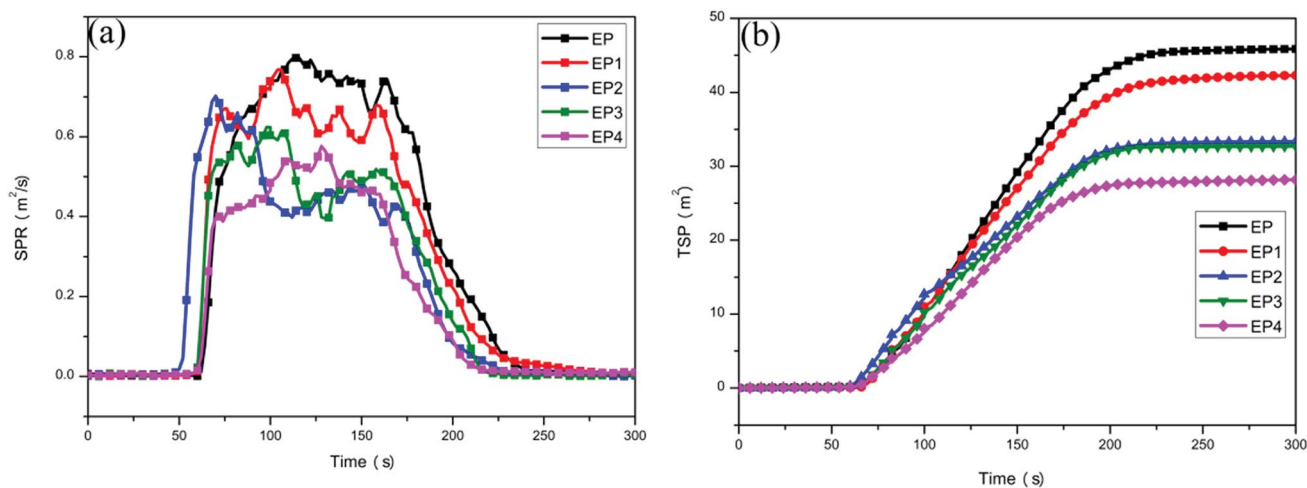 (a)
EP
EP1
EP2
EP3
EP4
0.8
0.6
0.4
0.2
0.0
SPR ( m²/s)
0 50 100 150 200 250 300
Time ( s)
(b)
50
40
30
20
10
0
TSP ( m²)
EP
EP1
EP2
EP3
EP4
0 50 100 150 200 250 300
Time ( s)